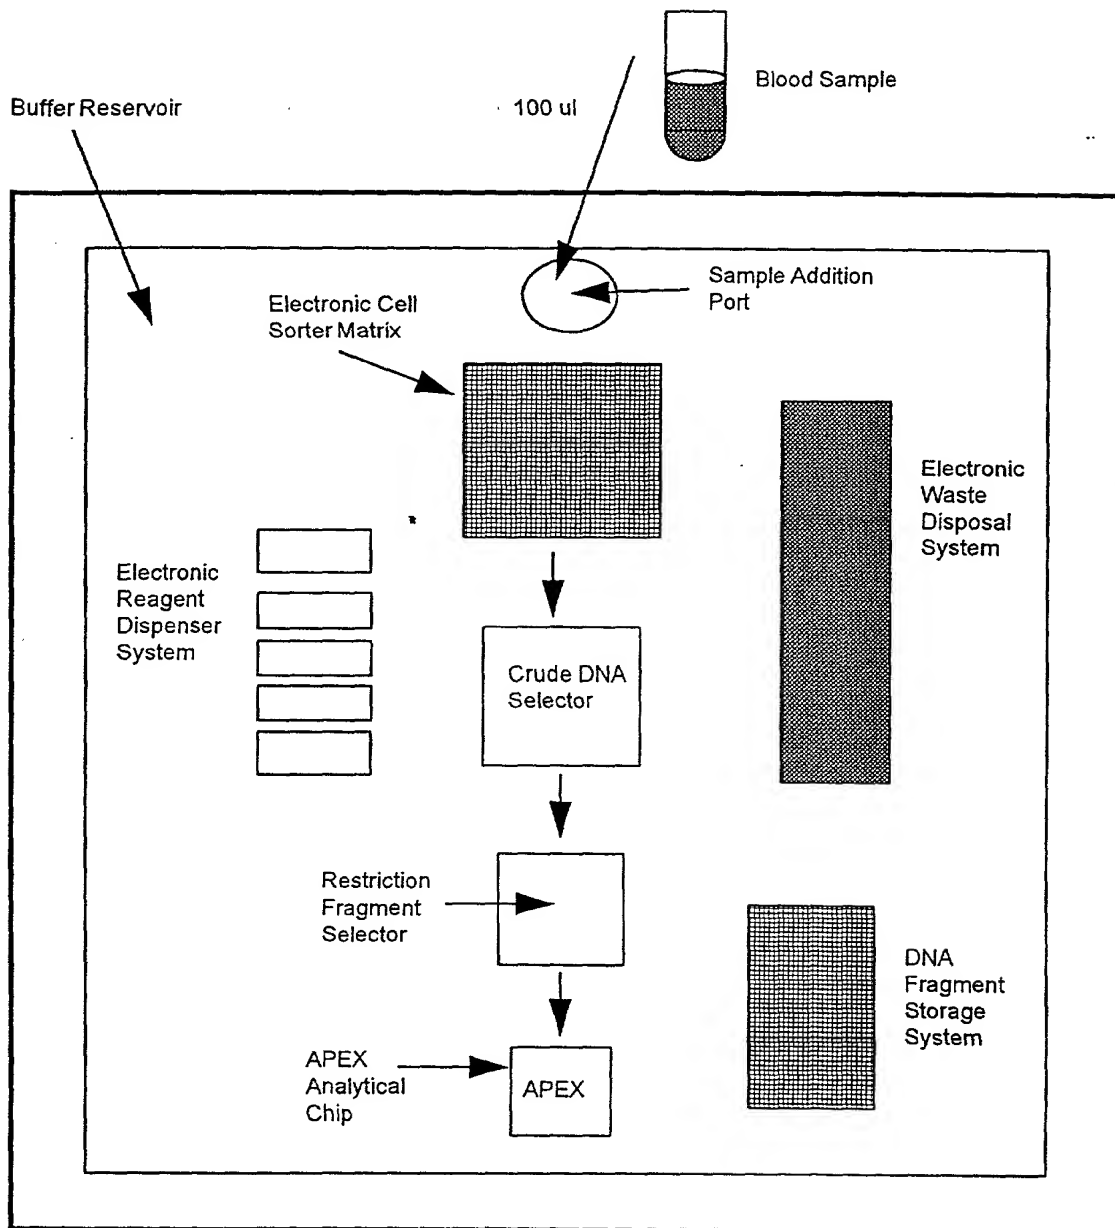 Blood Sample
Buffer Reservoir
100 ul
Sample Addition
Port
Electronic Cell
Sorter Matrix
Electronic
Waste
Disposal
System
Electronic
Reagent
Dispenser
System
Crude DNA
Selector
Restriction
Fragment
Selector
DNA
Fragment
Storage
System
APEX
Analytical
Chip
APEX